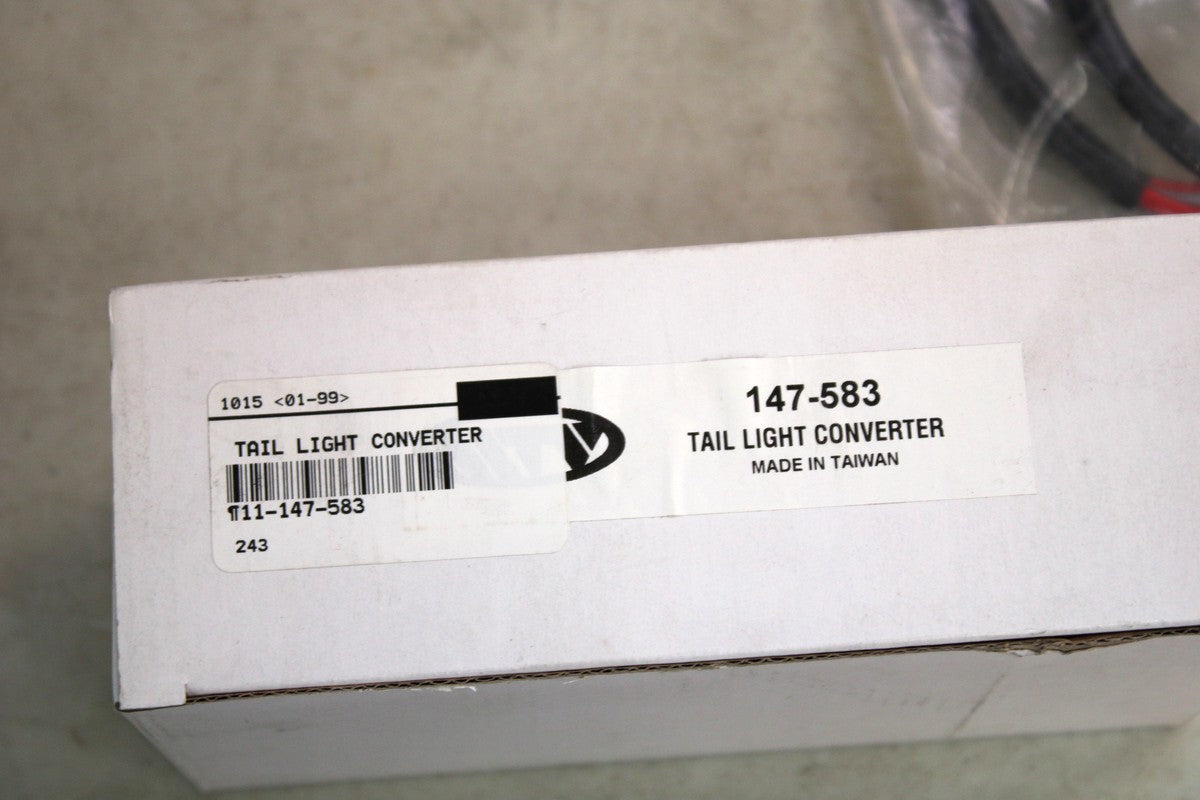 1015 <01-99>
TAIL LIGHT CONVERTER
¶11-147-583
243
147-583
TAIL LIGHT CONVERTER
MADE IN TAIWAN